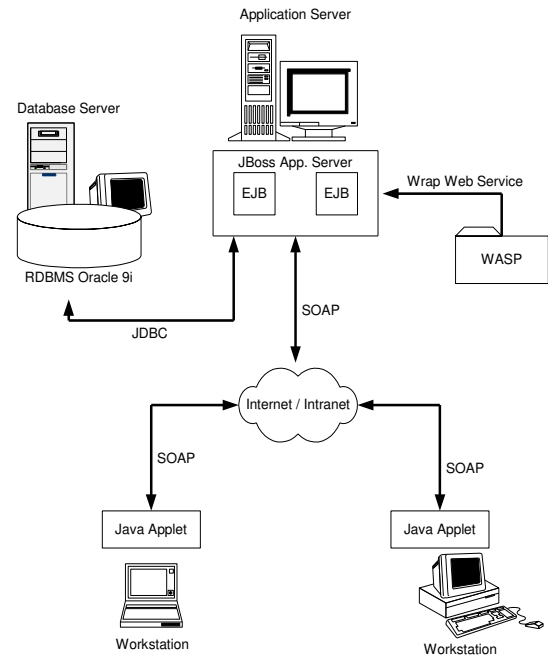 Application Server
Database Server
JBoss App. Server
EJB
EJB
Wrap Web Service
WASP
RDBMS Oracle 9i
JDBC
SOAP
Internet / Intranet
SOAP
SOAP
Java Applet
Java Applet
Workstation
Workstation